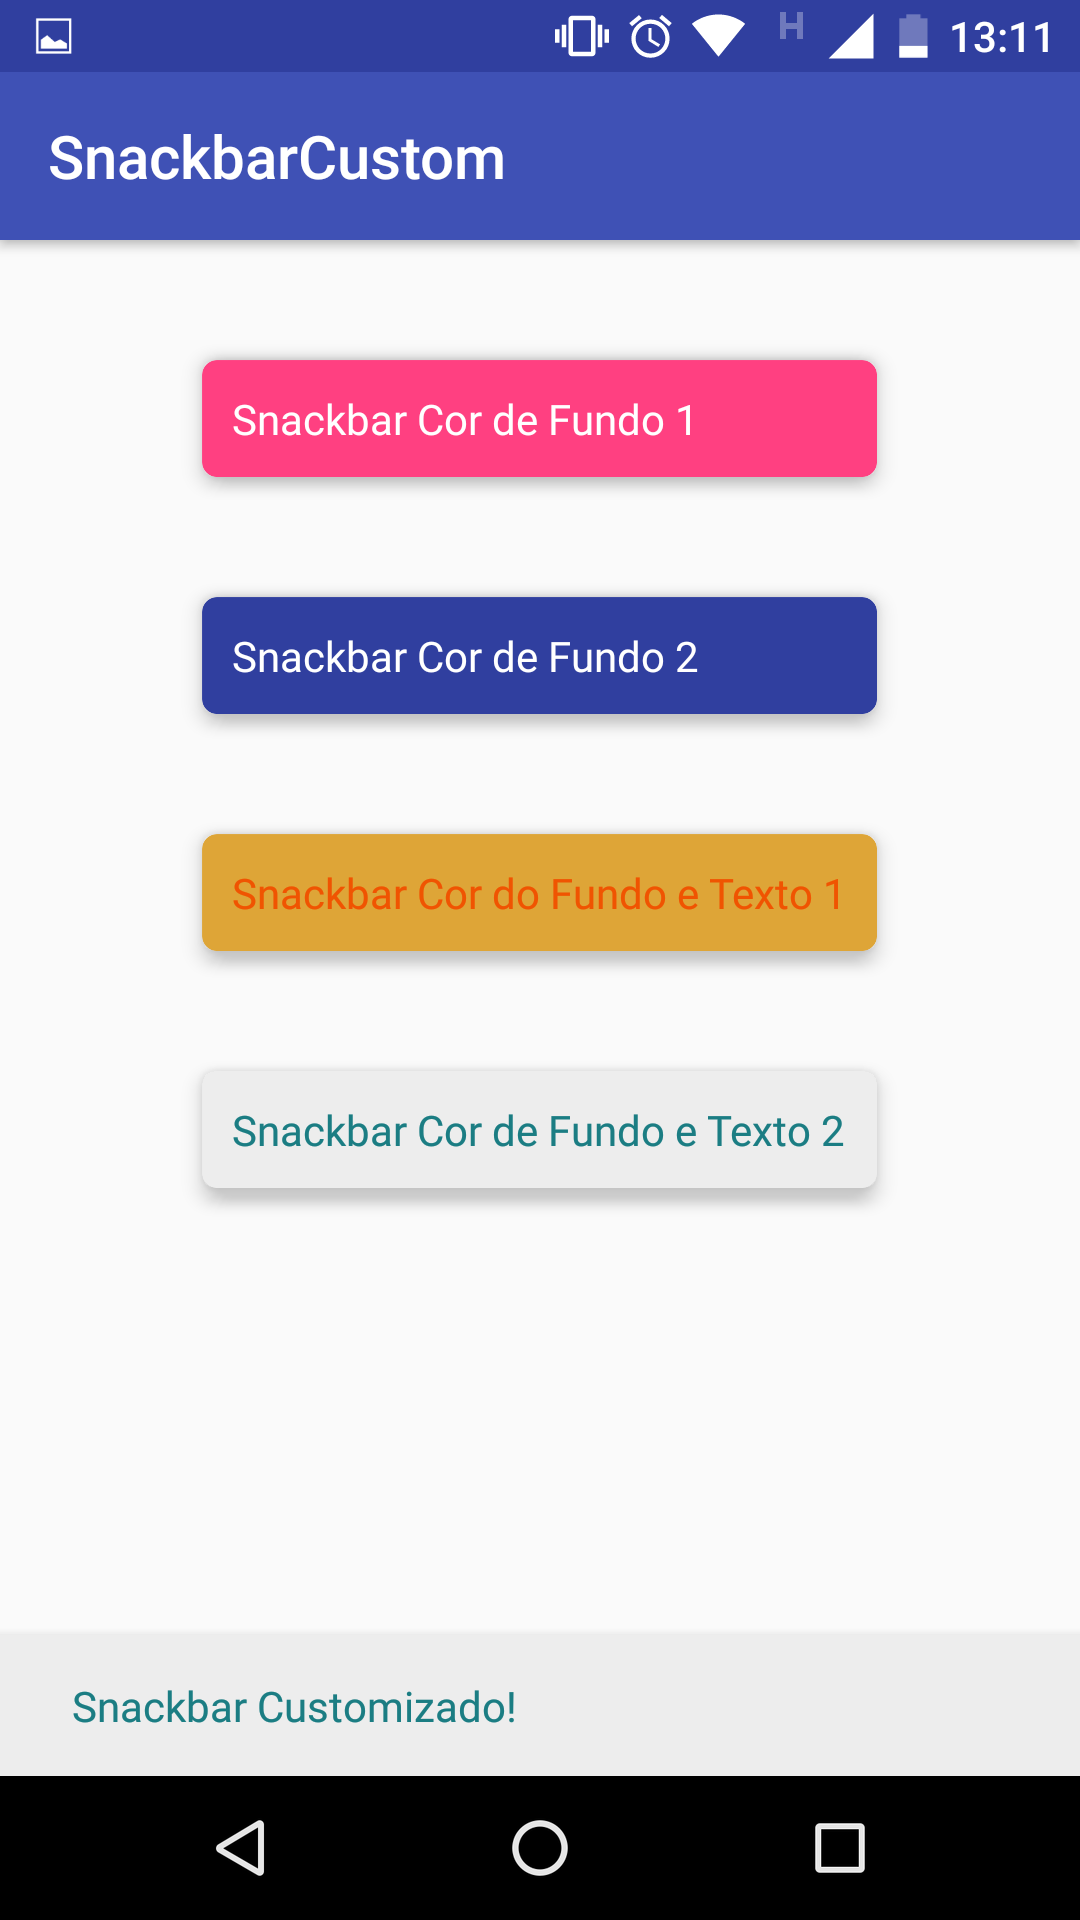 H 13:11
SnackbarCustom
Snackbar Cor de Fundo 1
Snackbar Cor de Fundo 2
Snackbar Cor do Fundo e Texto 1
Snackbar Cor de Fundo e Texto 2
Snackbar Customizado!